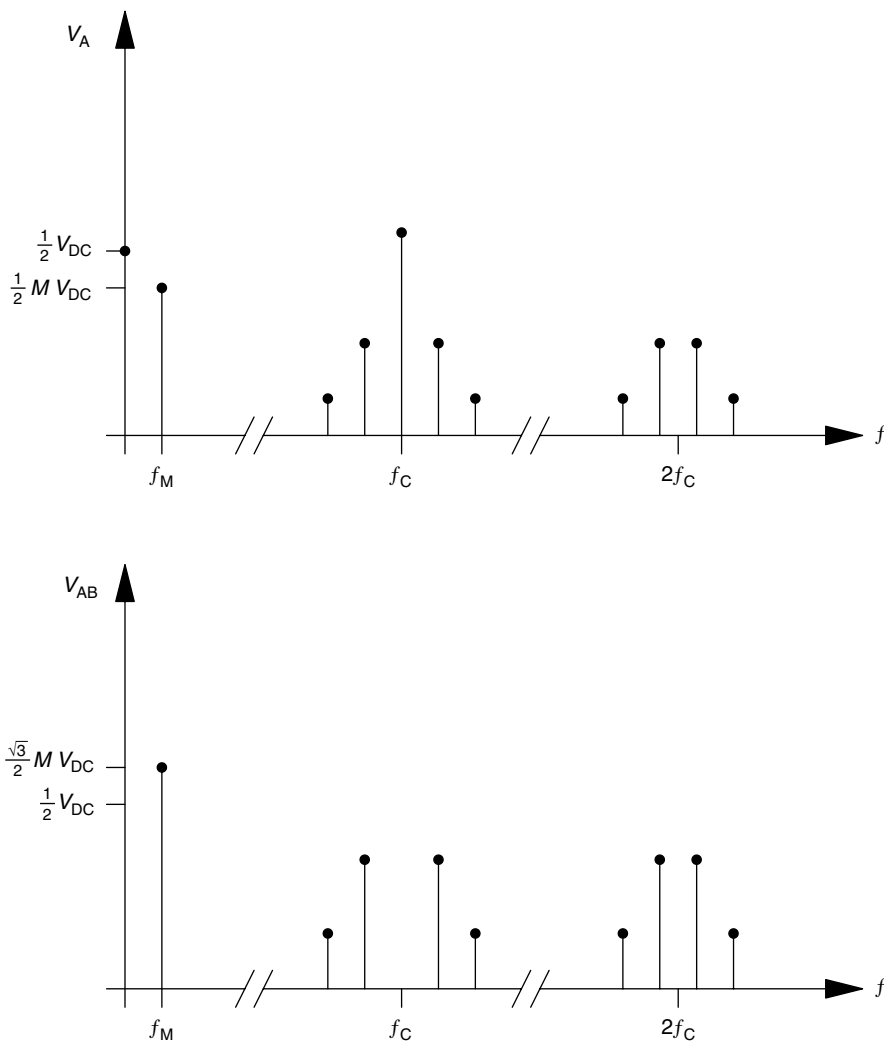 V_A
½ V_DC
½ M V_DC
f_M
f_C
2f_C
f
V_AB
√3/2 M V_DC
½ V_DC
f_M
f_C
2f_C
f